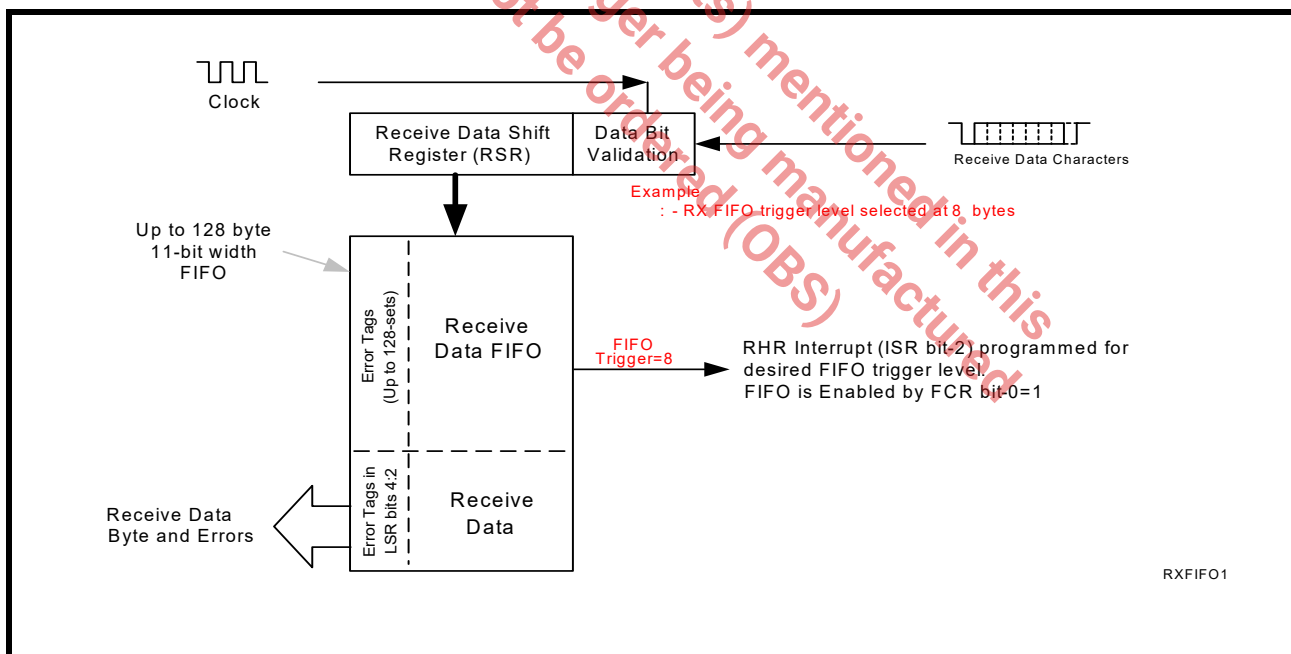 Clock
Receive Data Shift
Register (RSR)
Data Bit
Validation
Receive Data Characters
Example
: - RX FIFO trigger level selected at 8 bytes
Up to 128 byte
11-bit width
FIFO
Error Tags
(Up to 128-sets)
Receive
Data FIFO
FIFO
Trigger=8
RHR Interrupt (ISR bit-2) programmed for
desired FIFO trigger level.
FIFO is Enabled by FCR bit-0=1
Error Tags in
LSR bits 4:2
Receive
Data
Receive Data
Byte and Errors
RXFIFO1
mentioned in this
being manufactured
be ordered (OBS)